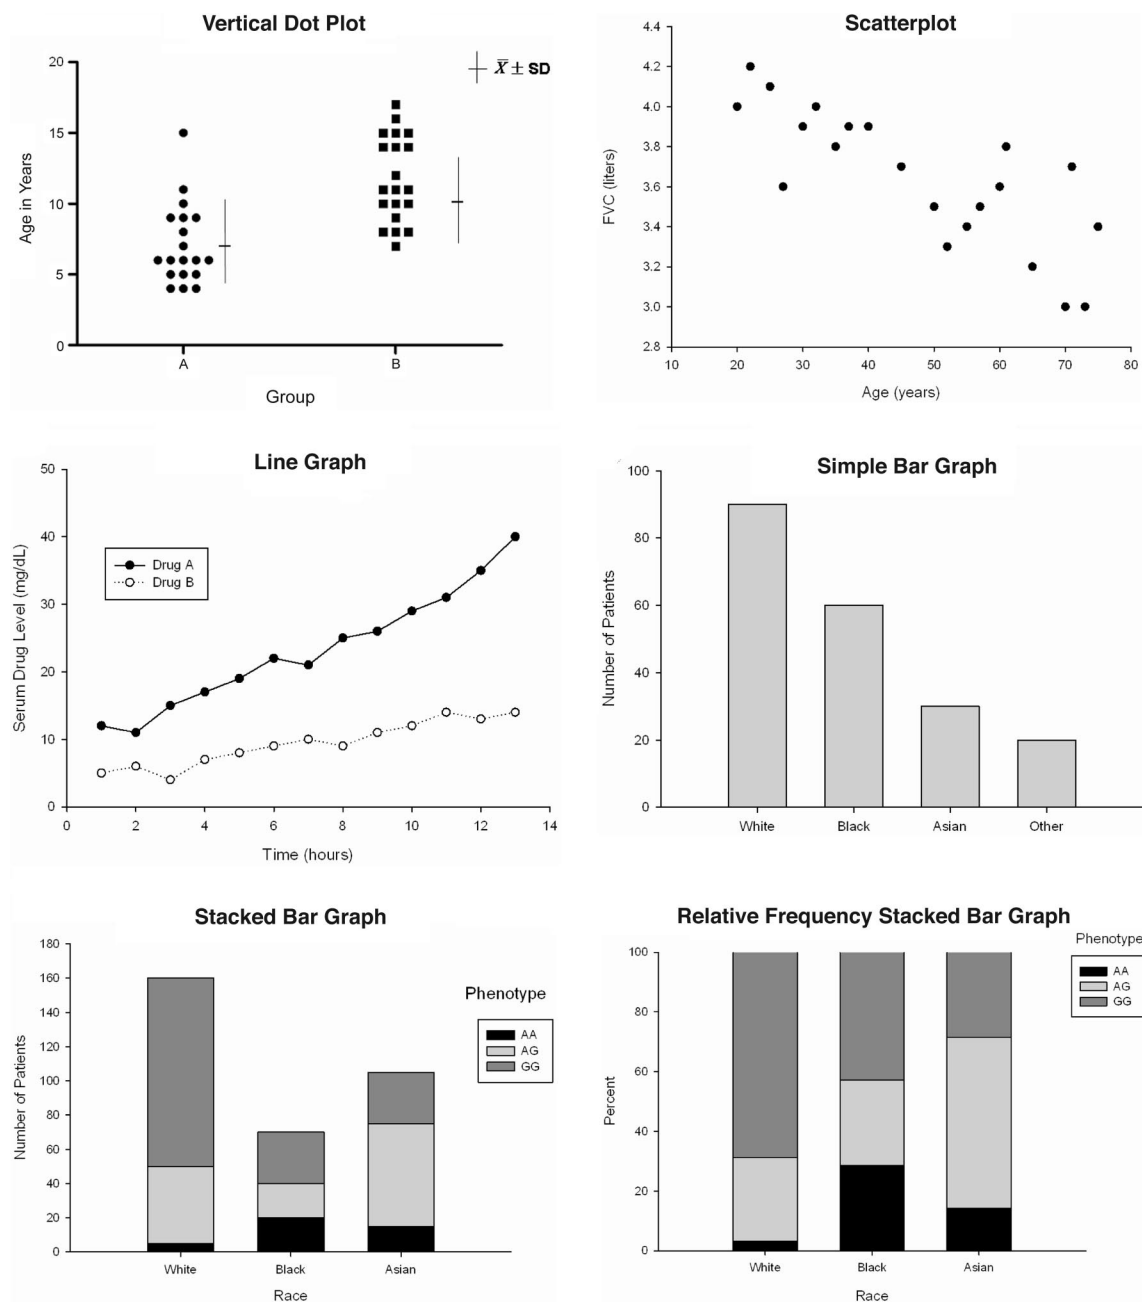 Vertical Dot Plot
20
15
10
5
0
Age in Years
X̅ ± SD
A
B
Group
Scatterplot
4.4
4.2
4.0
3.8
3.6
3.4
3.2
3.0
2.8
FVC (liters)
10 20 30 40 50 60 70 80
Age (years)
Line Graph
50
40
30
20
10
0
Serum Drug Level (mg/dL)
Drug A
Drug B
0 2 4 6 8 10 12 14
Time (hours)
Simple Bar Graph
100
80
60
40
20
0
Number of Patients
White Black Asian Other
Stacked Bar Graph
180
160
140
120
100
80
60
40
20
0
Number of Patients
Phenotype
AA
AG
GG
White Black Asian
Race
Relative Frequency Stacked Bar Graph
100
80
60
40
20
0
Percent
Phenotype
AA
AG
GG
White Black Asian
Race